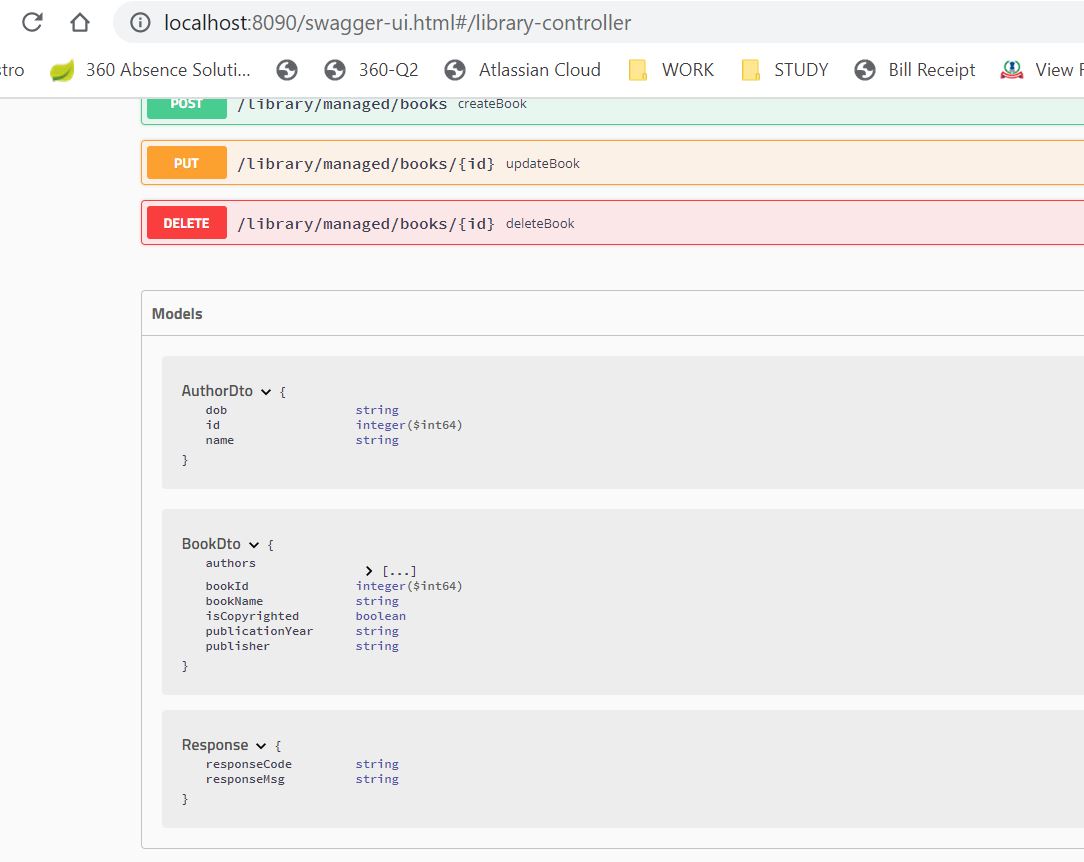 localhost:8090/swagger-ui.html#/library-controller
stro 360 Absence Soluti... 360-Q2 Atlassian Cloud WORK STUDY Bill Receipt View F
POST /library/managed/books createBook
PUT /library/managed/books/{id} updateBook
DELETE /library/managed/books/{id} deleteBook
Models
AuthorDto {
dob string
id integer($int64)
name string
}
BookDto {
authors
[...]
bookId integer($int64)
bookName string
isCopyrighted boolean
publicationYear string
publisher string
}
Response {
responseCode string
responseMsg string
}